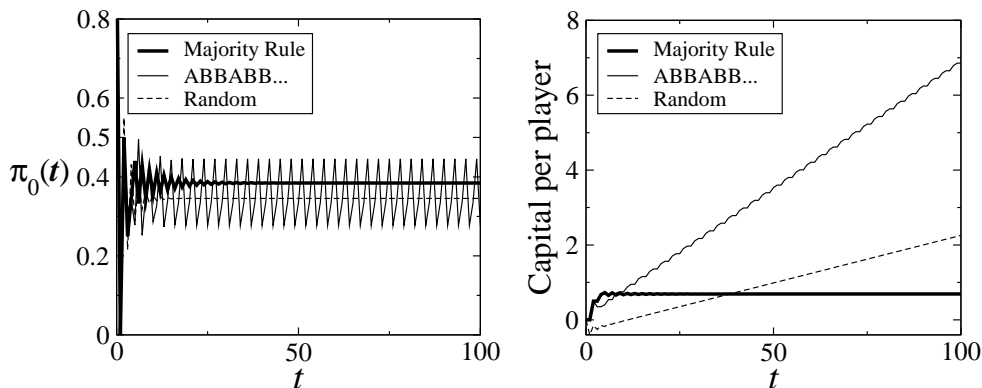 0.8
0.6
0.5
0.4
0.2
0
π₀(t)
Majority Rule
ABBABB...
Random
0
50
100
t
8
6
4
2
0
Capital per player
Majority Rule
ABBABB...
Random
0
50
100
t